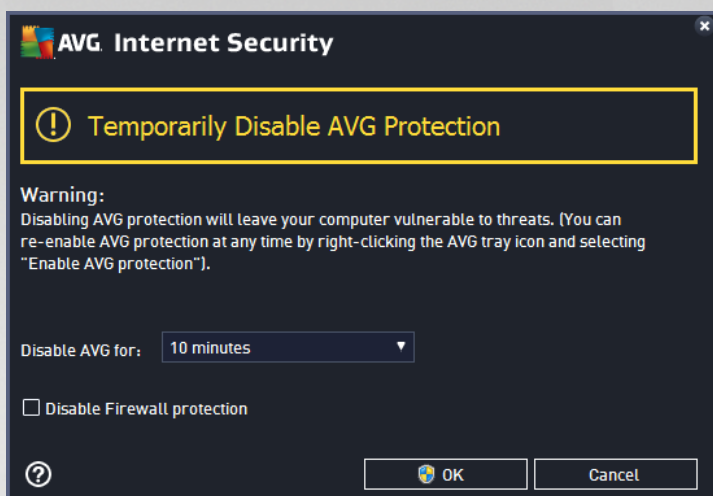 AVG. Internet Security
Temporarily Disable AVG Protection
Warning:
Disabling AVG protection will leave your computer vulnerable to threats. (You can
re-enable AVG protection at any time by right-clicking the AVG tray icon and selecting
"Enable AVG protection").
Disable AVG for: 10 minutes
Disable Firewall protection
OK Cancel